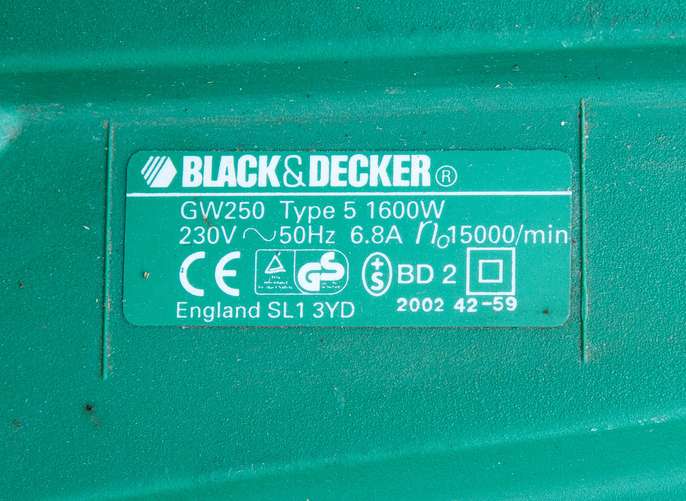 BLACK&DECKER®
GW250 Type 5 1600W
230V ~50Hz 6.8A n₀15000/min
CE GS +S BD 2
England SL1 3YD 2002 42-59